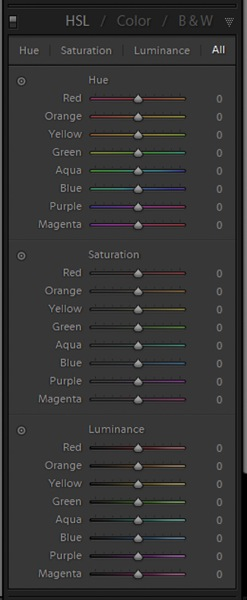 HSL / Color / B & W
Hue Saturation Luminance All
Hue
Red 0
Orange 0
Yellow 0
Green 0
Aqua 0
Blue 0
Purple 0
Magenta 0
Saturation
Red 0
Orange 0
Yellow 0
Green 0
Aqua 0
Blue 0
Purple 0
Magenta 0
Luminance
Red 0
Orange 0
Yellow 0
Green 0
Aqua 0
Blue 0
Purple 0
Magenta 0